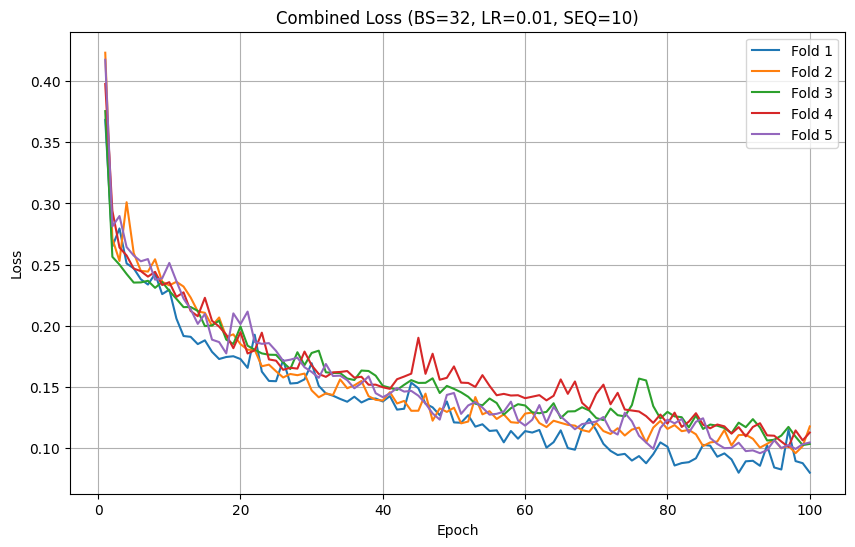 Combined Loss (BS=32, LR=0.01, SEQ=10)
Loss
0.40
0.35
0.30
0.25
0.20
0.15
0.10
Fold 1
Fold 2
Fold 3
Fold 4
Fold 5
0 20 40 60 80 100
Epoch